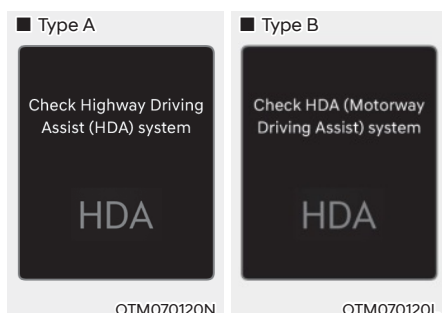 ■ Type A
Check Highway Driving
Assist (HDA) system
HDA
OTM070120N
■ Type B
Check HDA (Motorway
Driving Assist) system
HDA
OTM070120L